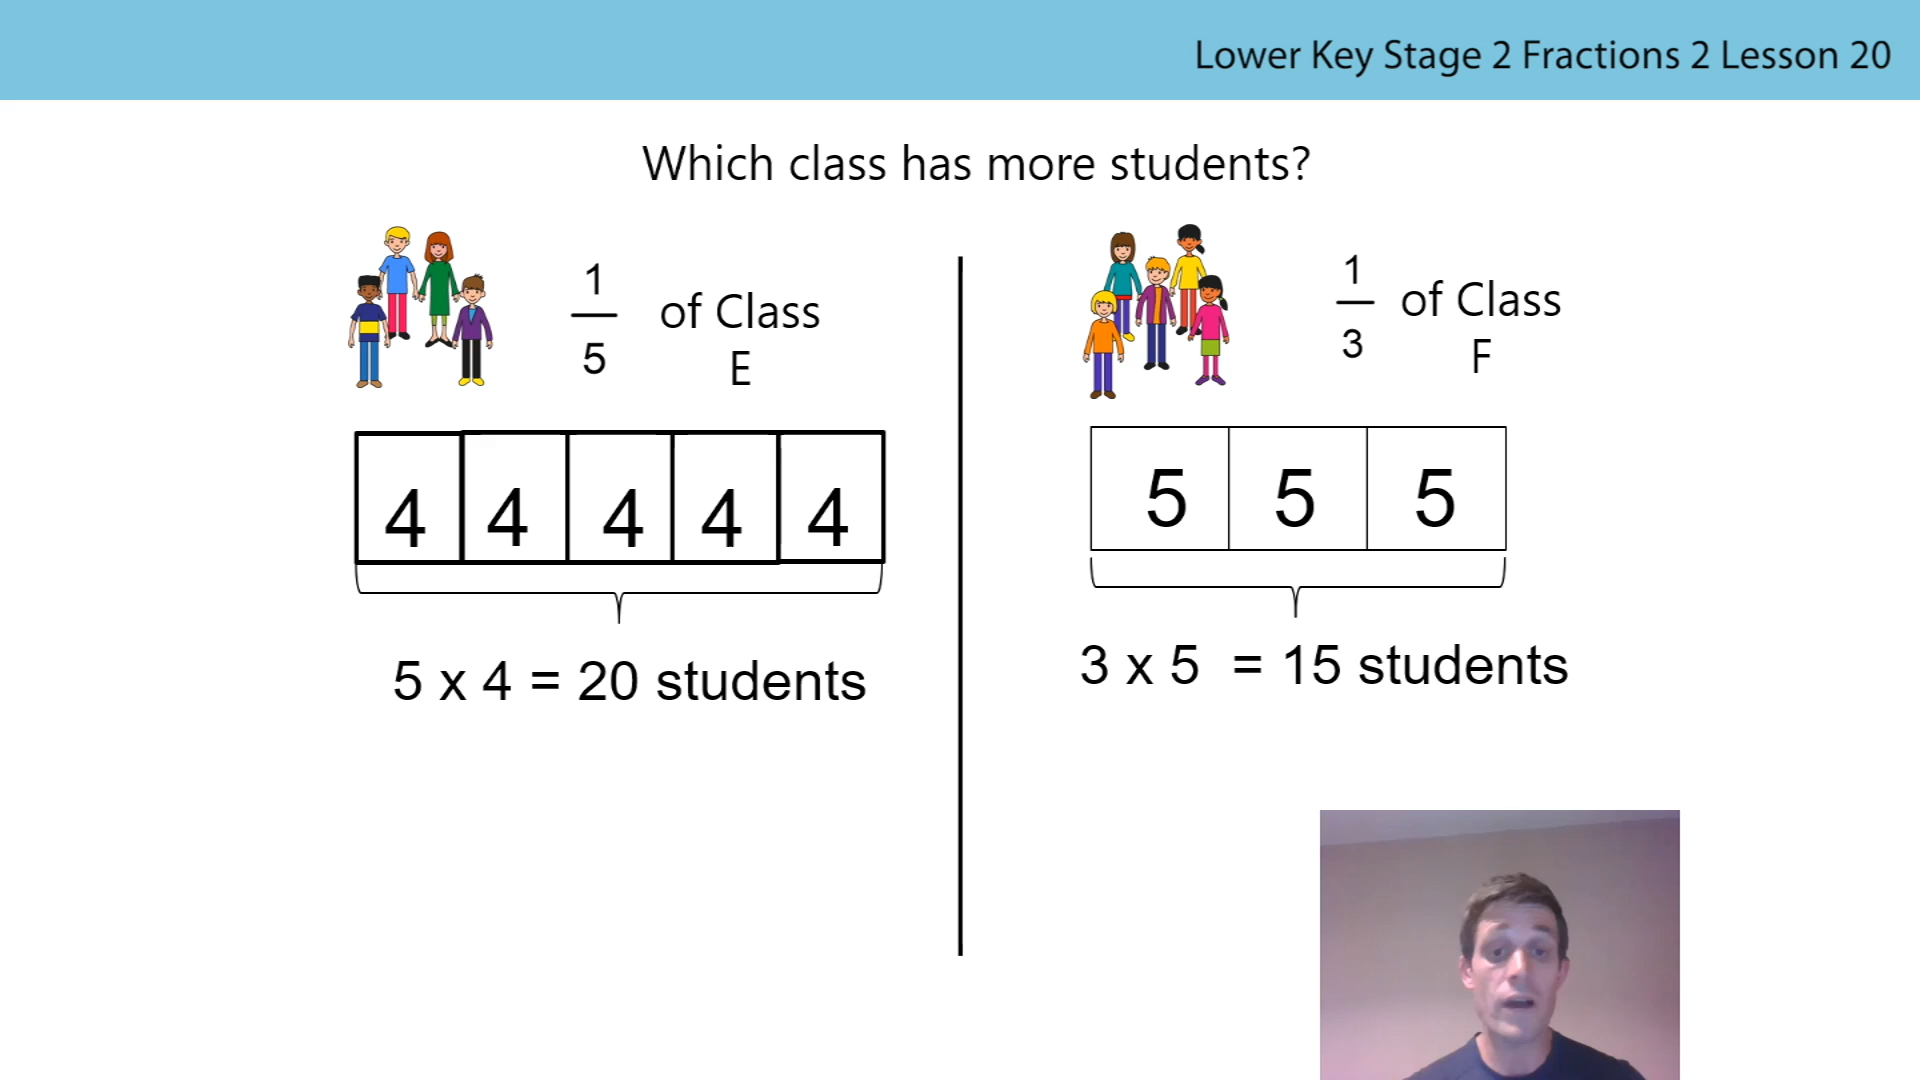 Lower Key Stage 2 Fractions 2 Lesson 20
Which class has more students?
1
5
of Class
E
4 4 4 4 4
5 x 4 = 20 students
1
3
of Class
F
5 5 5
3 x 5 = 15 students